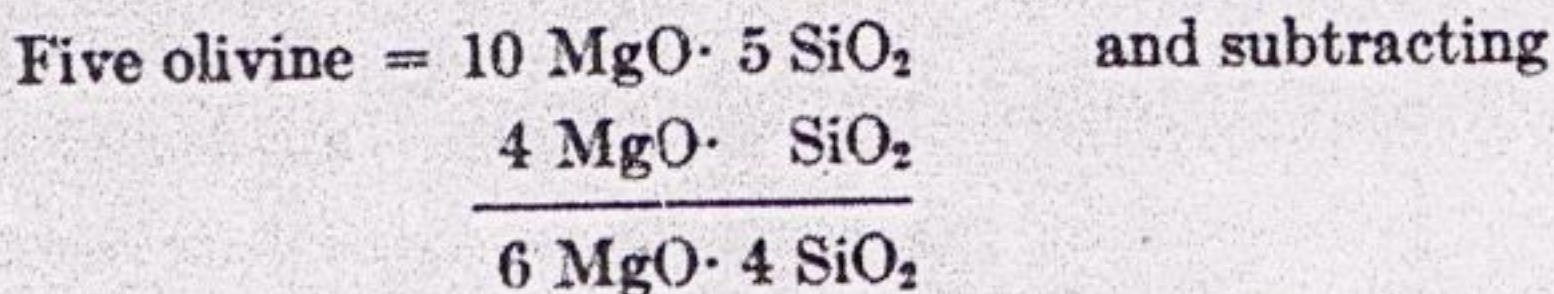 Five olivine = 10 MgO· 5 SiO₂ and subtracting
4 MgO· SiO₂
6 MgO· 4 SiO₂